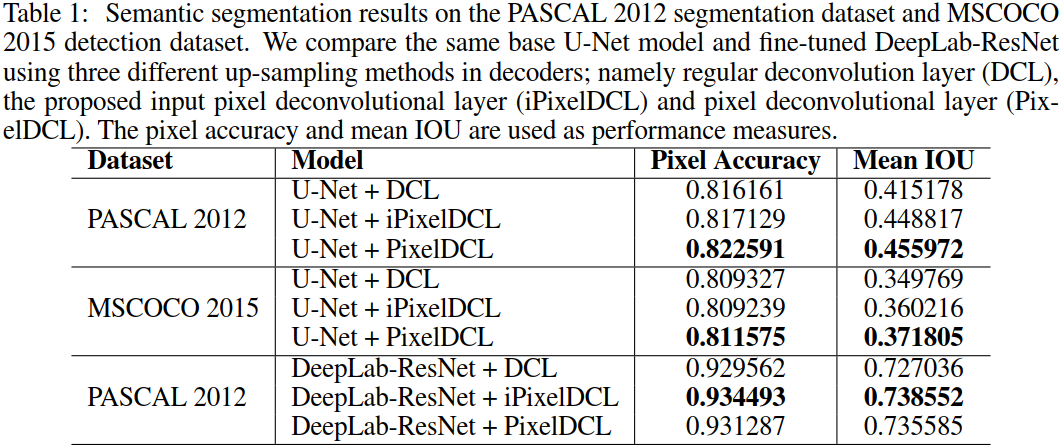 Table 1: Semantic segmentation results on the PASCAL 2012 segmentation dataset and MSCOCO
2015 detection dataset. We compare the same base U-Net model and fine-tuned DeepLab-ResNet
using three different up-sampling methods in decoders; namely regular deconvolution layer (DCL),
the proposed input pixel deconvolutional layer (iPixelDCL) and pixel deconvolutional layer (Pix-
elDCL). The pixel accuracy and mean IOU are used as performance measures.
Dataset Model Pixel Accuracy Mean IOU
U-Net + DCL 0.816161 0.415178
PASCAL 2012 U-Net + iPixelDCL 0.817129 0.448817
U-Net + PixelDCL 0.822591 0.455972
U-Net + DCL 0.809327 0.349769
MSCOCO 2015 U-Net + iPixelDCL 0.809239 0.360216
U-Net + PixelDCL 0.811575 0.371805
DeepLab-ResNet + DCL 0.929562 0.727036
PASCAL 2012 DeepLab-ResNet + iPixelDCL 0.934493 0.738552
DeepLab-ResNet + PixelDCL 0.931287 0.735585